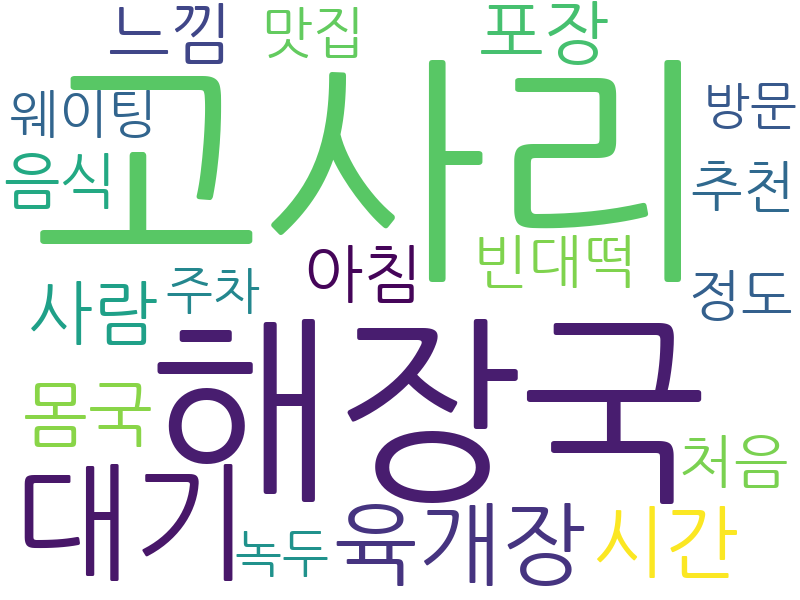 느낌 맛집 포장
고사리
웨이팅 방문
음식 추천
아침 빈대떡
주차 정도
사람
해장국
몸국 처음
대기
육개장 시간
녹두